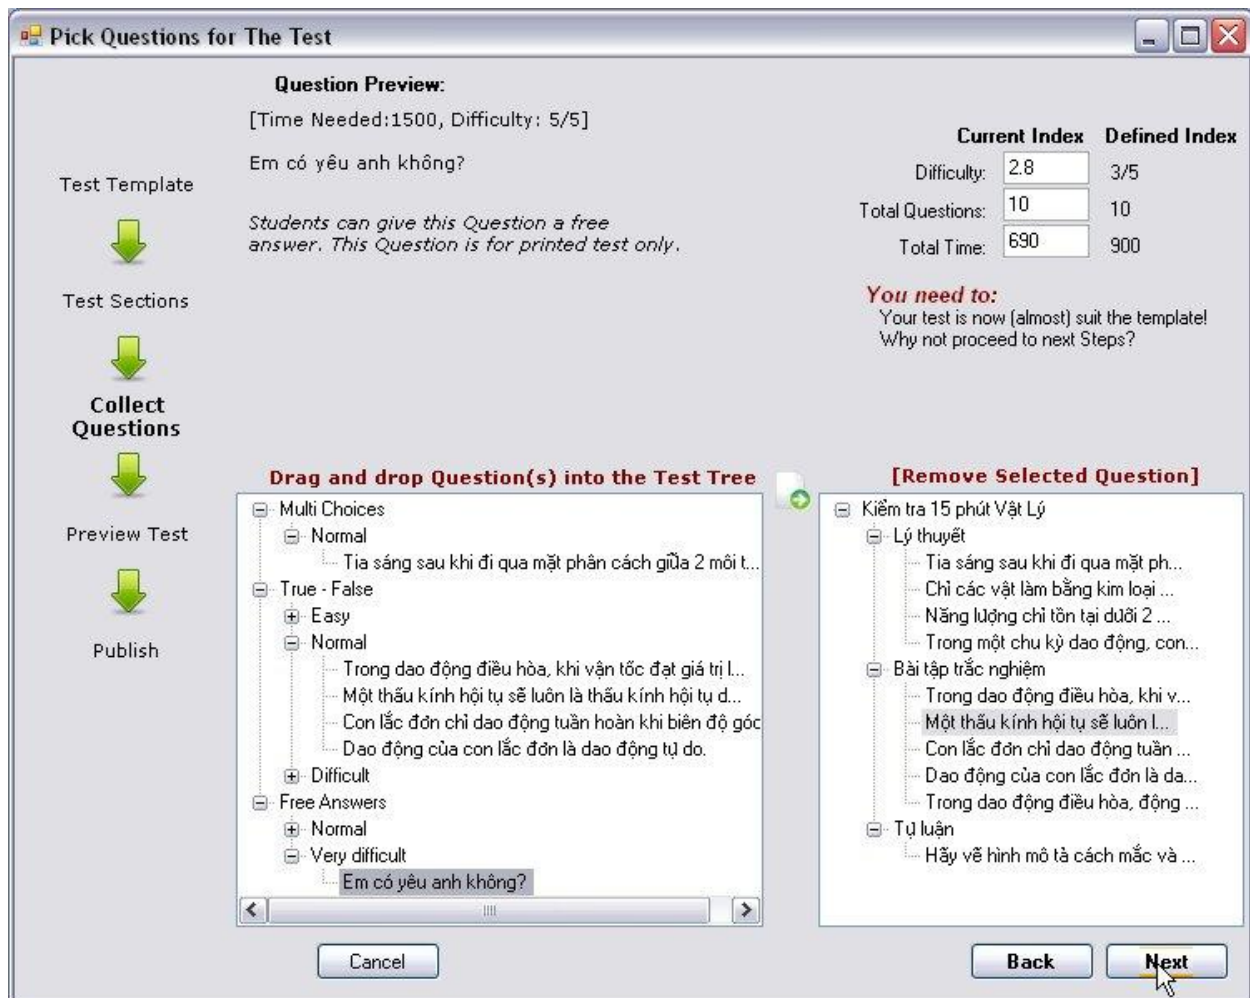 Pick Questions for The Test
Question Preview:
[Time Needed:1500, Difficulty: 5/5]
Em có yêu anh không?
Students can give this Question a free
answer. This Question is for printed test only.
Current Index Defined Index
Difficulty: 2.8 3/5
Total Questions: 10 10
Total Time: 690 900
You need to:
Your test is now (almost) suit the template!
Why not proceed to next Steps?
Test Template
Test Sections
Collect
Questions
Preview Test
Publish
Drag and drop Question(s) into the Test Tree
Multi Choices
Normal
Tia sáng sau khi đi qua mặt phân cách giữa 2 môi t...
True - False
Easy
Normal
Trong dao động điều hòa, khi vận tốc đạt giá trị l...
Một thấu kính hội tụ sẽ luôn là thấu kính hội tụ d...
Con lắc đơn chỉ dao động tuần hoàn khi biên độ góc
Dao động của con lắc đơn là dao động tự do.
Difficult
Free Answers
Normal
Very difficult
Em có yêu anh không?
[Remove Selected Question]
Kiểm tra 15 phút Vật Lý
Lý thuyết
Tia sáng sau khi đi qua mặt ph...
Chỉ các vật làm bằng kim loại ...
Năng lượng chỉ tồn tại dưới 2 ...
Trong một chu kỳ dao động, con...
Bài tập trắc nghiệm
Trong dao động điều hòa, khi v...
Một thấu kính hội tụ sẽ luôn l...
Con lắc đơn chỉ dao động tuần ...
Dao động của con lắc đơn là da...
Trong dao động điều hòa, động ...
Tự luận
Hãy vẽ hình mô tả cách mắc và ...
Cancel
Back
Next